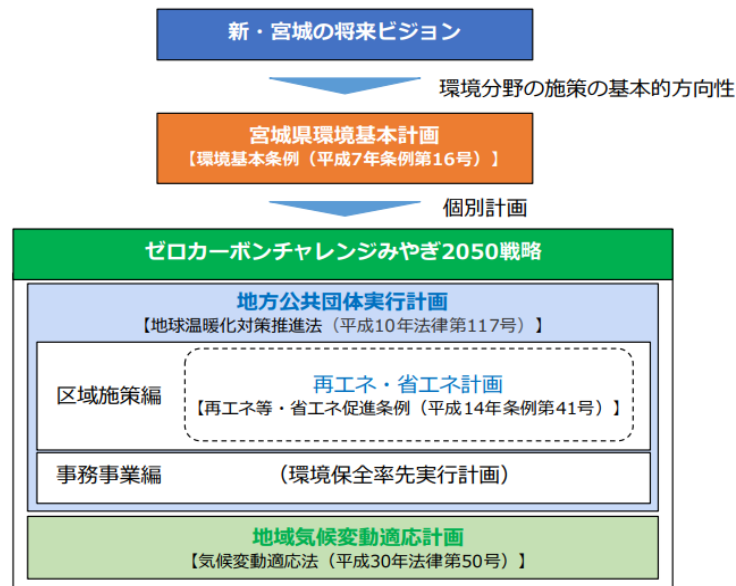 新・宮城の将来ビジョン
環境分野の施策の基本的方向性
宮城県環境基本計画
【環境基本条例（平成7年条例第16号）】
個別計画
ゼロカーボンチャレンジみやぎ2050戦略
地方公共団体実行計画
【地球温暖化対策推進法（平成10年法律第117号）】
区域施策編
再エネ・省エネ計画
【再エネ等・省エネ促進条例（平成14年条例第41号）】
事務事業編
（環境保全率先実行計画）
地域気候変動適応計画
【気候変動適応法（平成30年法律第50号）】